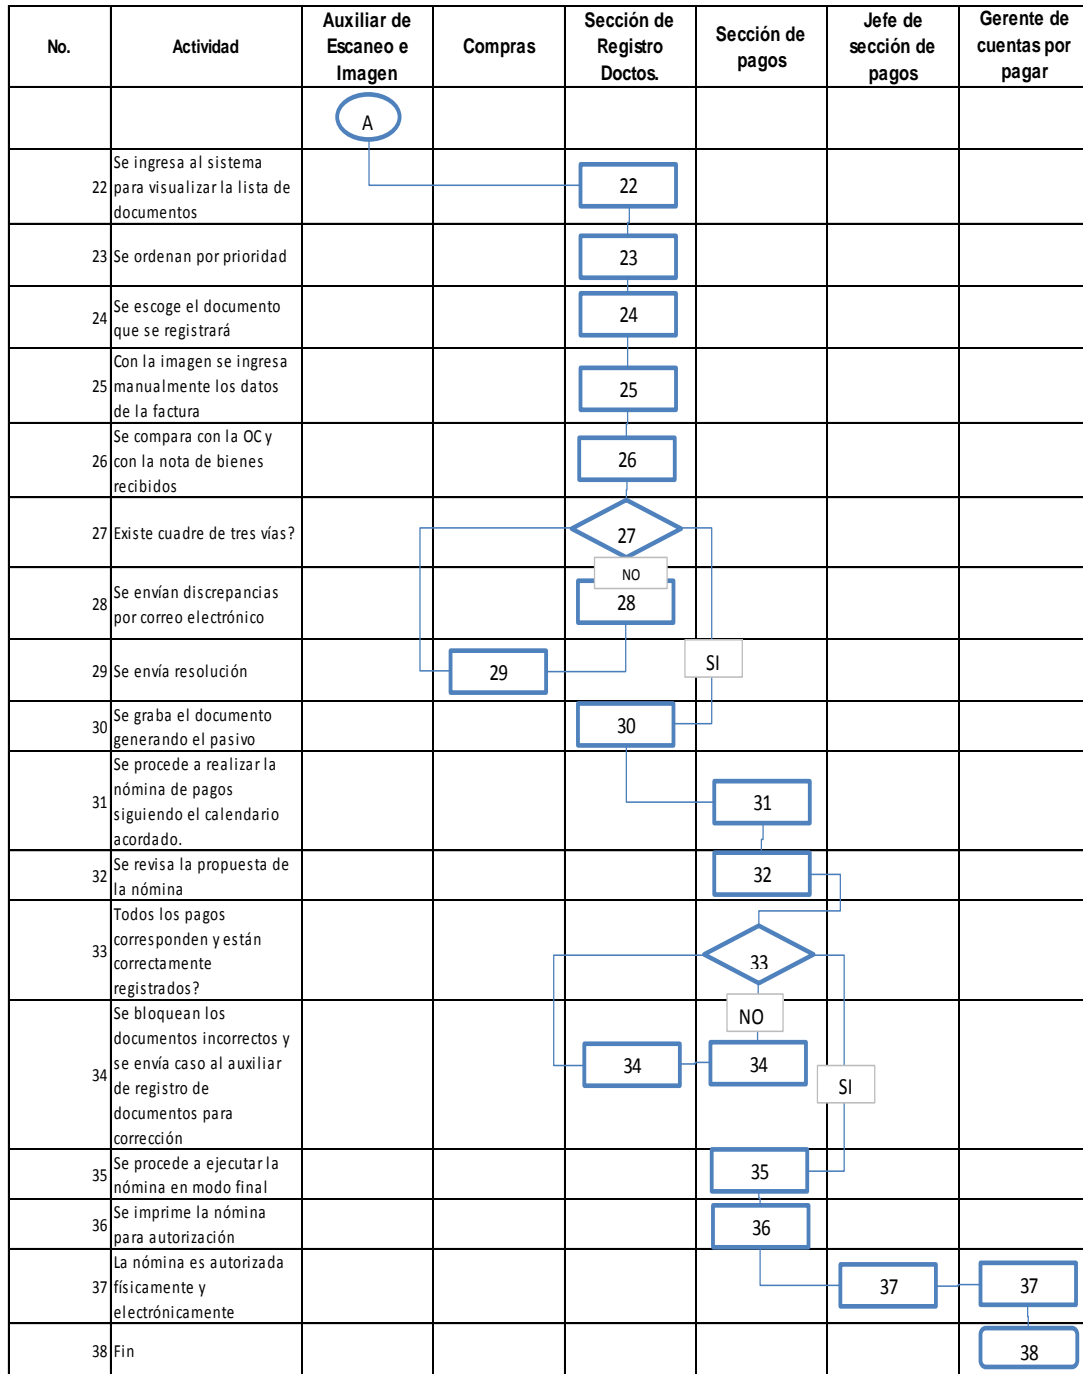 No.
Actividad
Auxiliar de
Escaneo e
Imagen
Compras
Sección de
Registro
Doctos.
Sección de
pagos
Jefe de
sección de
pagos
Gerente de
cuentas por
pagar
A
22
Se ingresa al sistema
para visualizar la lista de
documentos
22
23
Se ordenan por prioridad
23
24
Se escoge el documento
que se registrará
24
25
Con la imagen se ingresa
manualmente los datos
de la factura
25
26
Se compara con la OC y
con la nota de bienes
recibidos
26
27
Existe cuadre de tres vías?
27
NO
28
Se envían discrepancias
por correo electrónico
28
29
Se envía resolución
29
SI
30
Se graba el documento
generando el pasivo
30
31
Se procede a realizar la
nómina de pagos
siguiendo el calendario
acordado.
31
32
Se revisa la propuesta de
la nómina
32
33
Todos los pagos
corresponden y están
correctamente
registrados?
33
NO
34
Se bloquean los
documentos incorrectos y
se envía caso al auxiliar
de registro de
documentos para
corrección
34
34
SI
35
Se procede a ejecutar la
nómina en modo final
35
36
Se imprime la nómina
para autorización
36
37
La nómina es autorizada
físicamente y
electrónicamente
37
37
38
Fin
38